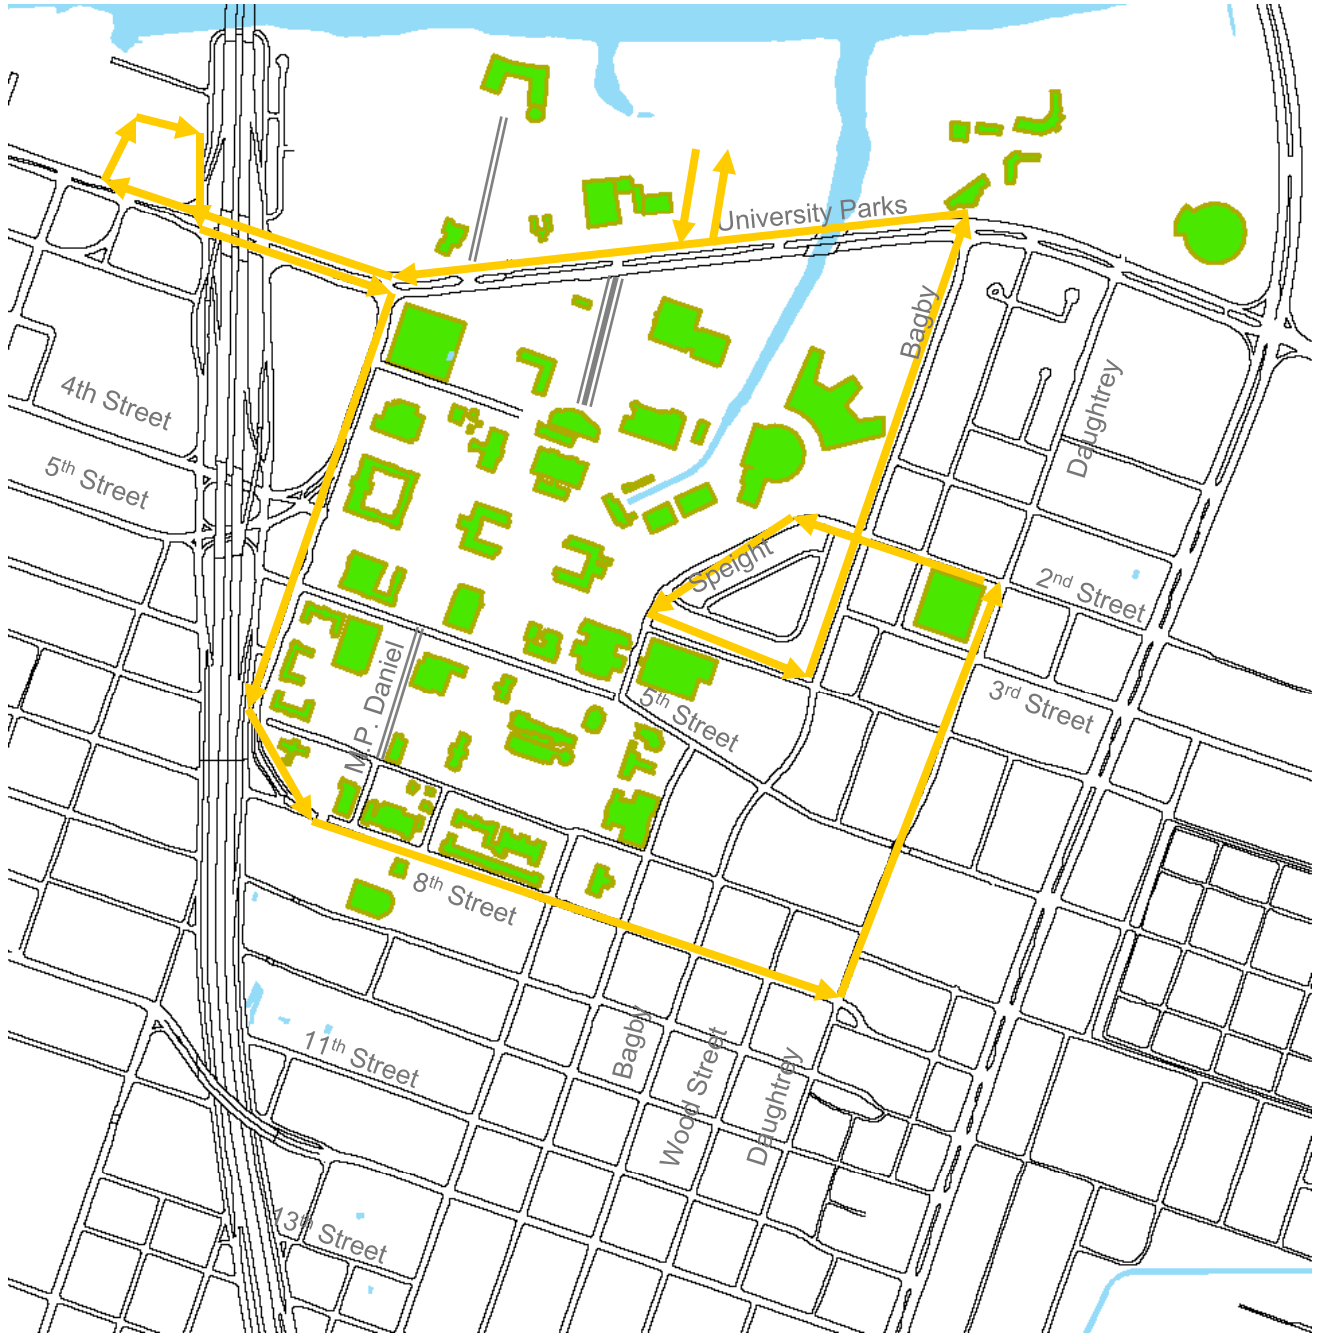 University Parks
Bagby
Daughtrey
4th Street
5th Street
Speight
2nd Street
M.P. Daniel
5th Street
3rd Street
8th Street
11th Street
Bagby
Wood Street
Daughtrey
13th Street